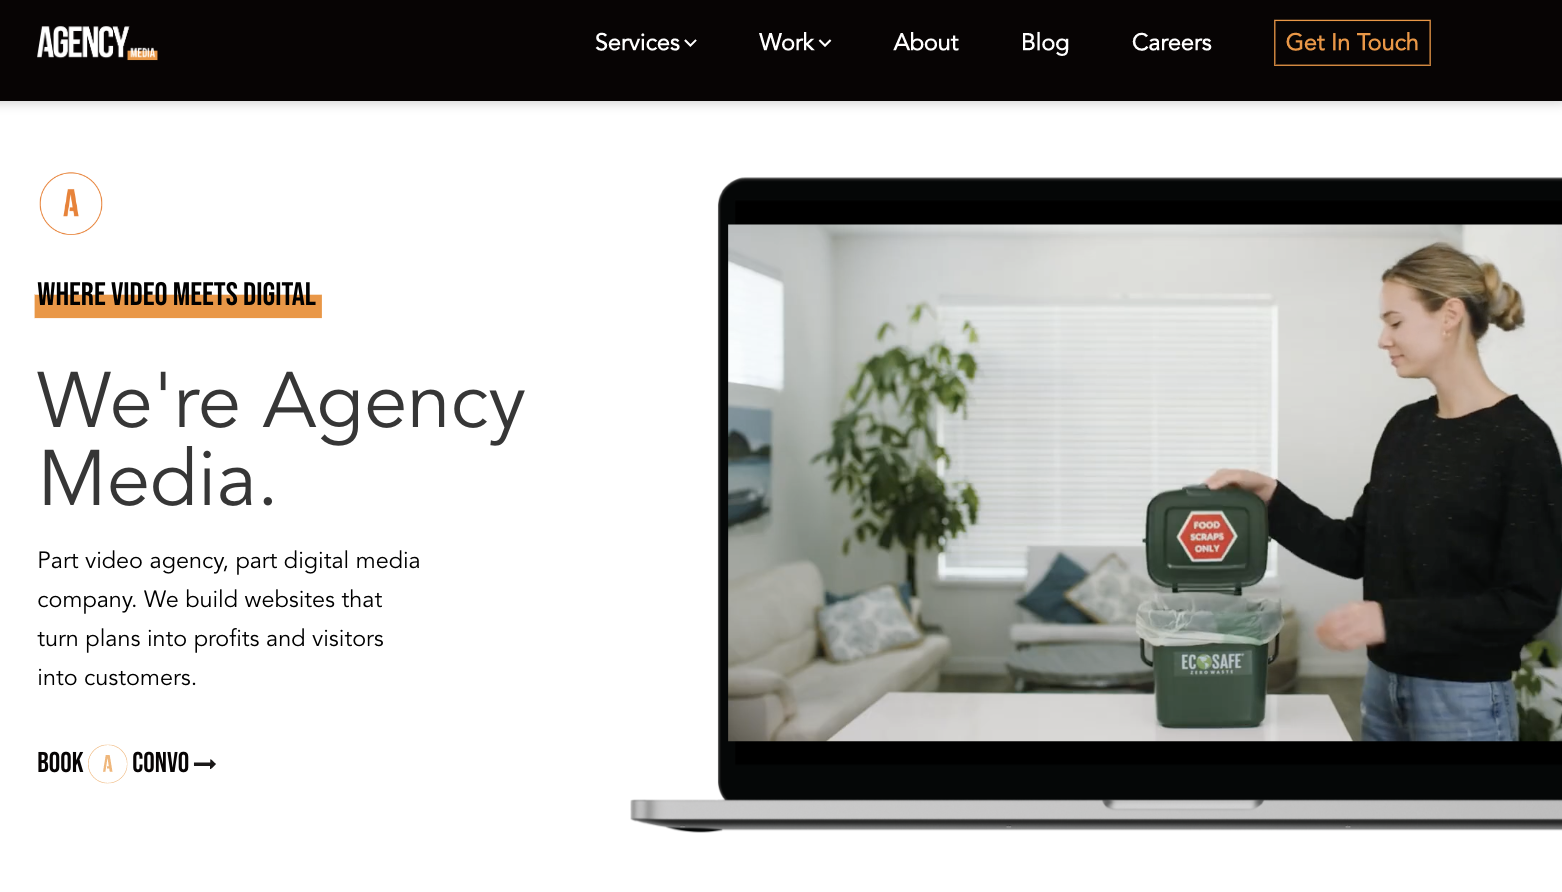 AGENCY
MEDIA
Services
Work
About
Blog
Careers
Get In Touch
A
WHERE VIDEO MEETS DIGITAL
We're Agency
Media.
Part video agency, part digital media
company. We build websites that
turn plans into profits and visitors
into customers.
BOOK A CONVO →
FOOD
SCRAPS
ONLY
ECOSAFE
ZERO WASTE